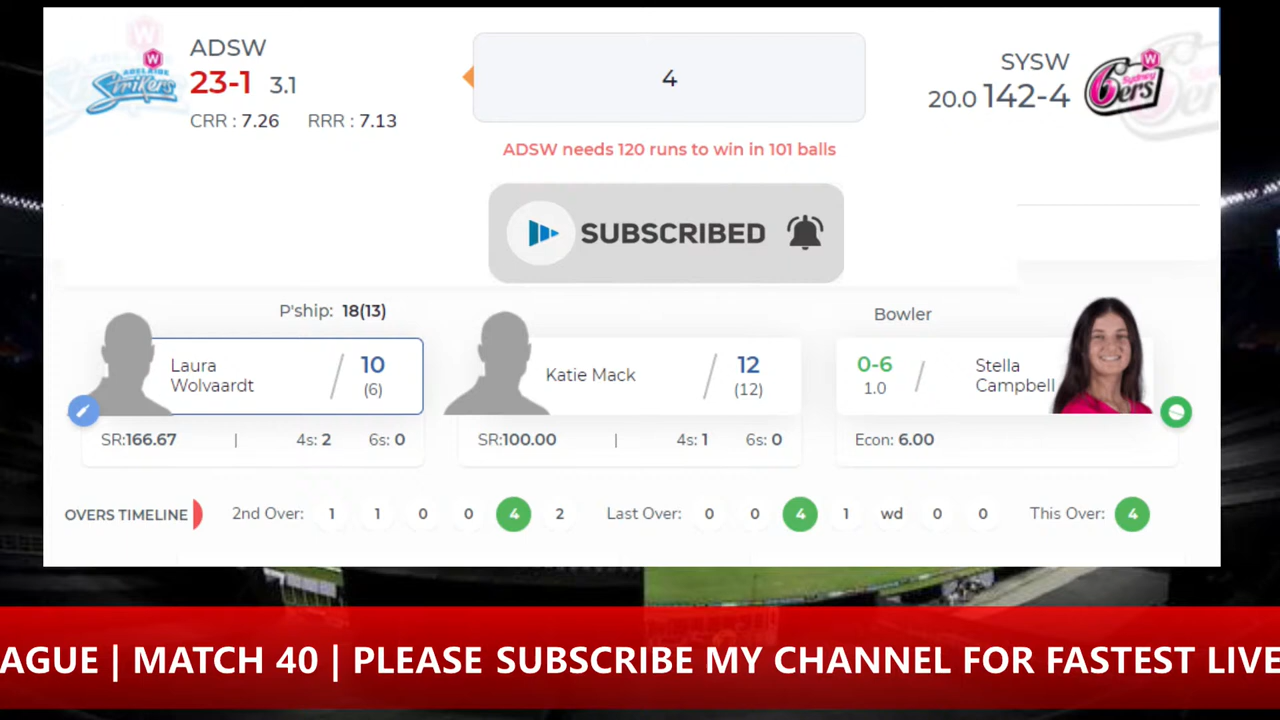 ADSW
23-1 3.1
CRR : 7.26 RRR : 7.13
W
ADELAIDE
Strikers
4
ADSW needs 120 runs to win in 101 balls
SYSW
20.0 142-4
W
Sydney
6ers
SUBSCRIBED
P'ship: 18(13)
Laura
Wolvaardt
10
(6)
SR:166.67 | 4s: 2 6s: 0
Katie Mack
12
(12)
SR:100.00 | 4s: 1 6s: 0
Bowler
0-6
1.0
Stella
Campbell
Econ: 6.00
OVERS TIMELINE 2nd Over: 1 1 0 0 4 2 Last Over: 0 0 4 1 wd 0 0 This Over: 4
AGUE | MATCH 40 | PLEASE SUBSCRIBE MY CHANNEL FOR FASTEST LIVE